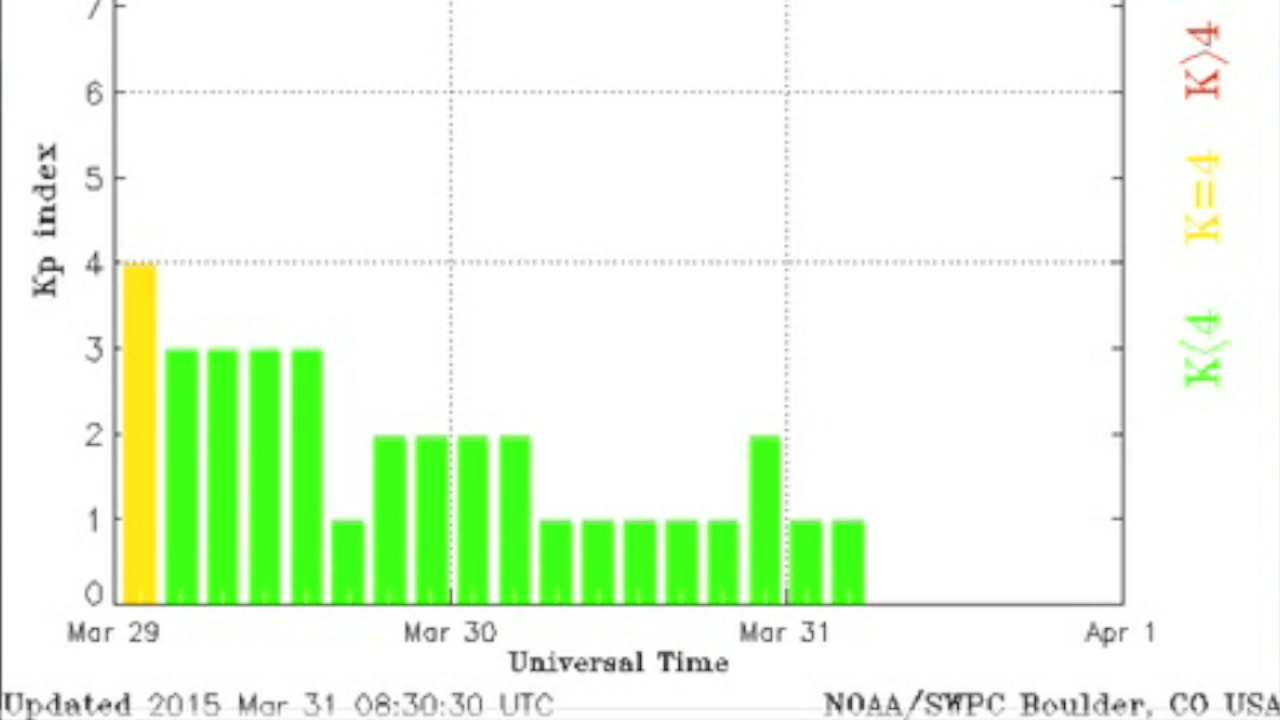 7
6
5
4
3
2
1
0
Kp index
Mar 29
Mar 30
Mar 31
Apr 1
Universal Time
K>4
K=4
K<4
Updated 2015 Mar 31 08:30:30 UTC
NOAA/SWPC Boulder, CO USA